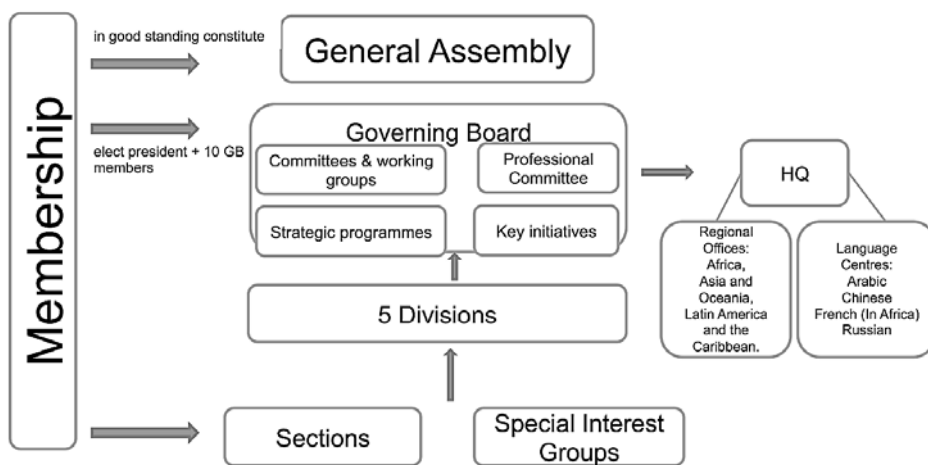 Membership
in good standing constitute
General Assembly
elect president + 10 GB
members
Governing Board
Committees & working
groups
Professional
Committee
Strategic programmes
Key initiatives
HQ
Regional
Offices:
Africa,
Asia and
Oceania,
Latin America
and the
Caribbean.
Language
Centres:
Arabic
Chinese
French (In Africa)
Russian
5 Divisions
Sections
Special Interest
Groups